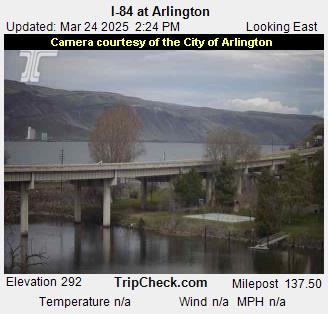 I-84 at Arlington
Updated: Mar 24 2025 2:24 PM Looking East
Camera courtesy of the City of Arlington
Elevation 292 TripCheck.com Milepost 137.50
Temperature n/a Wind n/a MPH n/a